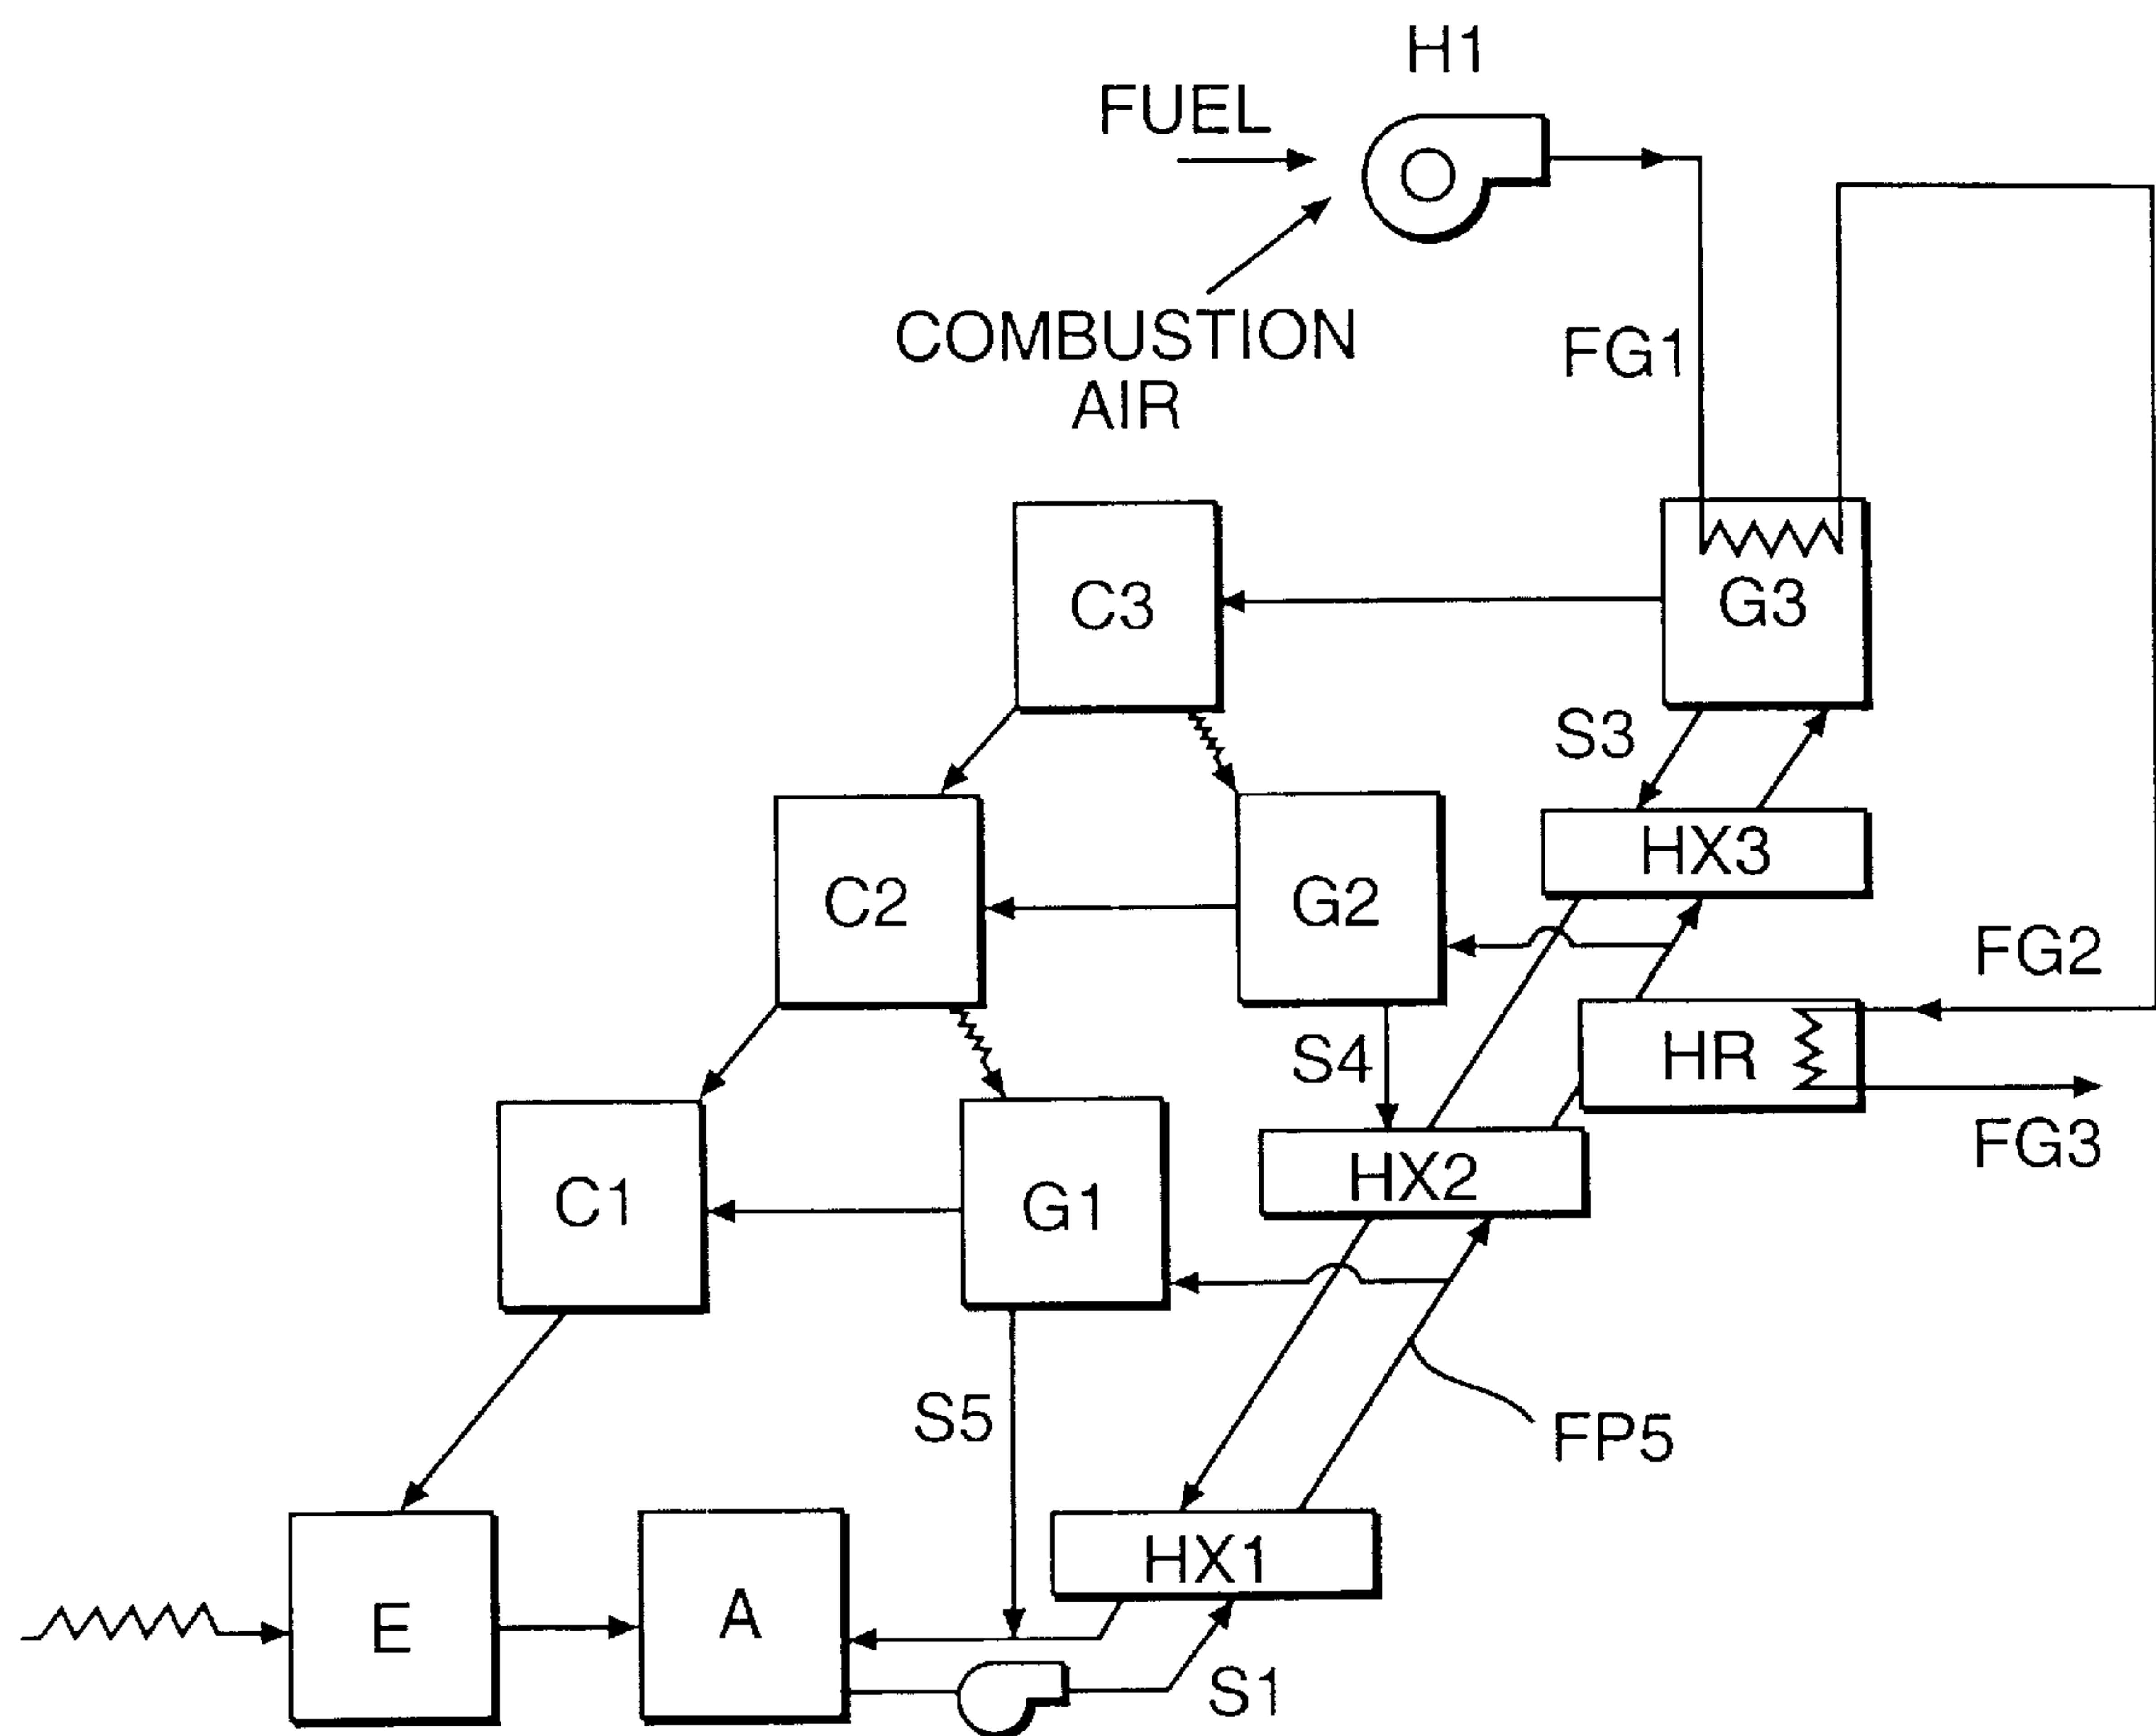 H1
FUEL
COMBUSTION
AIR
FG1
C3
G3
S3
HX3
C2
G2
FG2
S4
HR
FG3
HX2
C1
G1
S5
FP5
HX1
E
A
S1